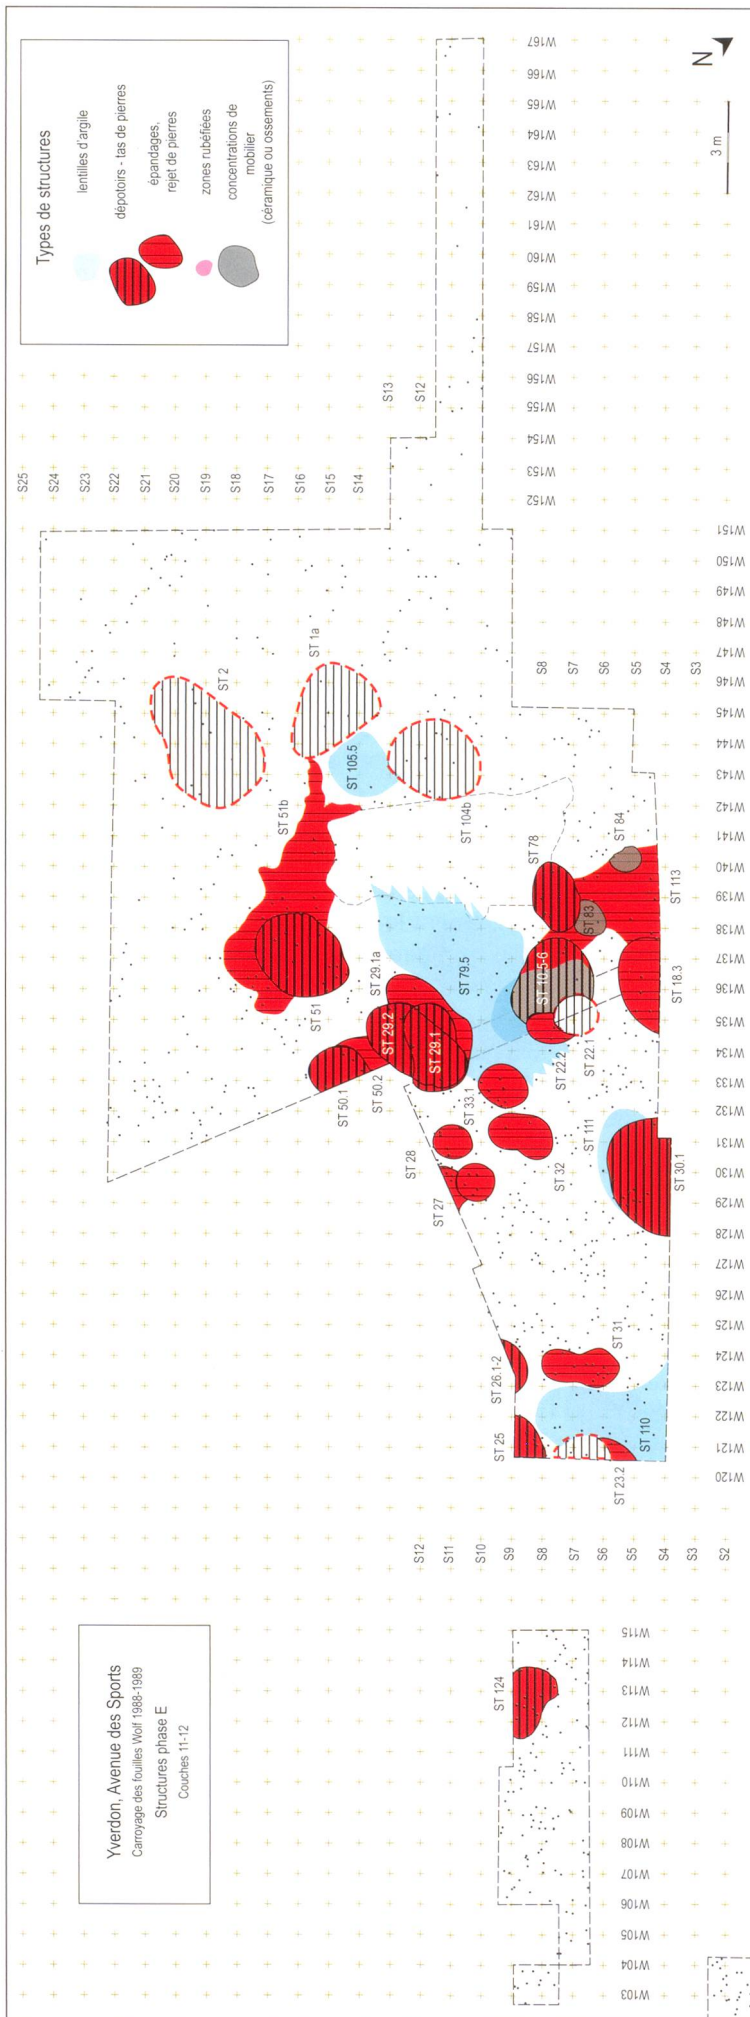 Types de structures
lentilles d'argile
dépotoirs - tas de pierres
épandages,
rejet de pierres
zones rubéfiées
concentrations de
mobilier
(céramique ou ossements)
N
3 m
Yverdon, Avenue des Sports
Carroyage des fouilles Wolf 1988-1989
Structures phase E
Couches 11-12
S25
S24
S23
S22
S21
S20
S19
S18
S17
S16
S15
S14
S13
S12
W167
W166
W165
W164
W163
W162
W161
W160
W159
W158
W157
W156
W155
W154
W153
W152
W151
W150
W149
W148
W147
W146
W145
W144
W143
W142
W141
W140
W139
W138
W137
W136
W135
W134
W133
W132
W131
W130
W129
W128
W127
W126
W125
W124
W123
W122
W121
W120
S8
S7
S6
S5
S4
S3
ST 2
ST 1a
ST 105.5
ST 51b
ST 104b
ST 78
ST 84
ST 83
ST 113
ST 51
ST 29.1a
ST 79.5
ST 10.5-6
ST 18.3
ST 29.2
ST 29.1
ST 50.1
ST 50.2
ST 33.1
ST 22.2
ST 22.1
ST 28
ST 27
ST 32
ST 111
ST 30.1
ST 26.1-2
ST 31
ST 25
ST 23.2
ST 110
S12
S11
S10
S9
S8
S7
S6
S5
S4
S3
S2
ST 124
W115
W114
W113
W112
W111
W110
W109
W108
W107
W106
W105
W104
W103